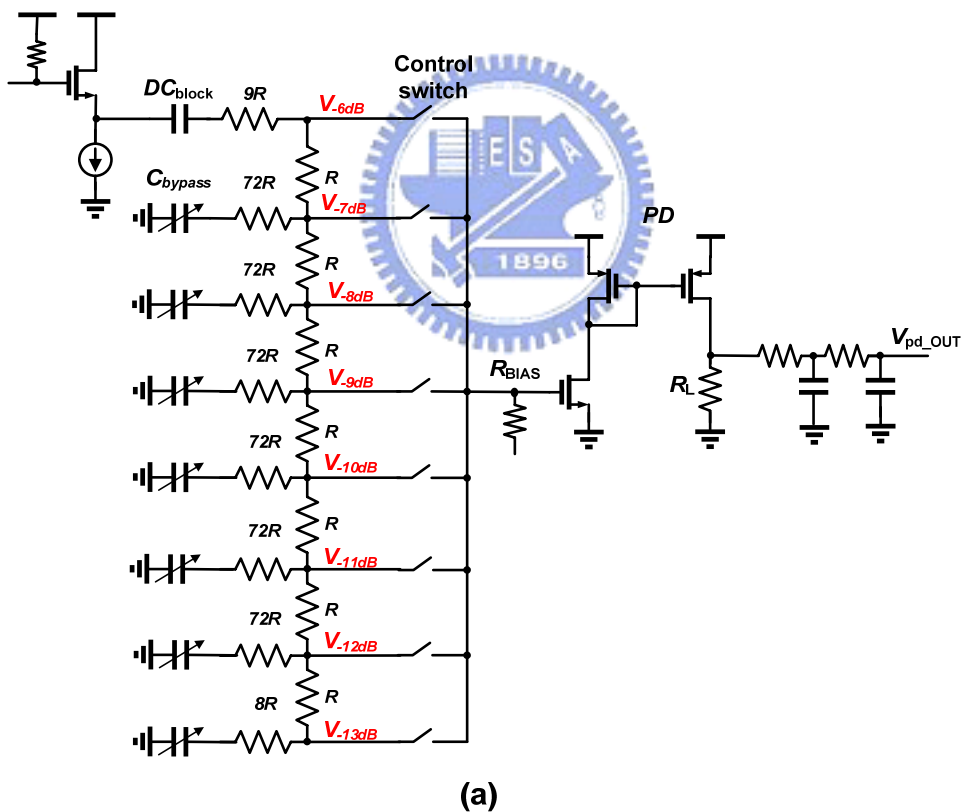 Control
switch
DCblock
9R
V-6dB
R
Cbypass
72R
V-7dB
R
72R
V-8dB
R
72R
V-9dB
R
72R
V-10dB
R
72R
V-11dB
R
72R
V-12dB
R
8R
V-13dB
E S A
1896
PD
RBIAS
RL
Vpd_OUT
(a)